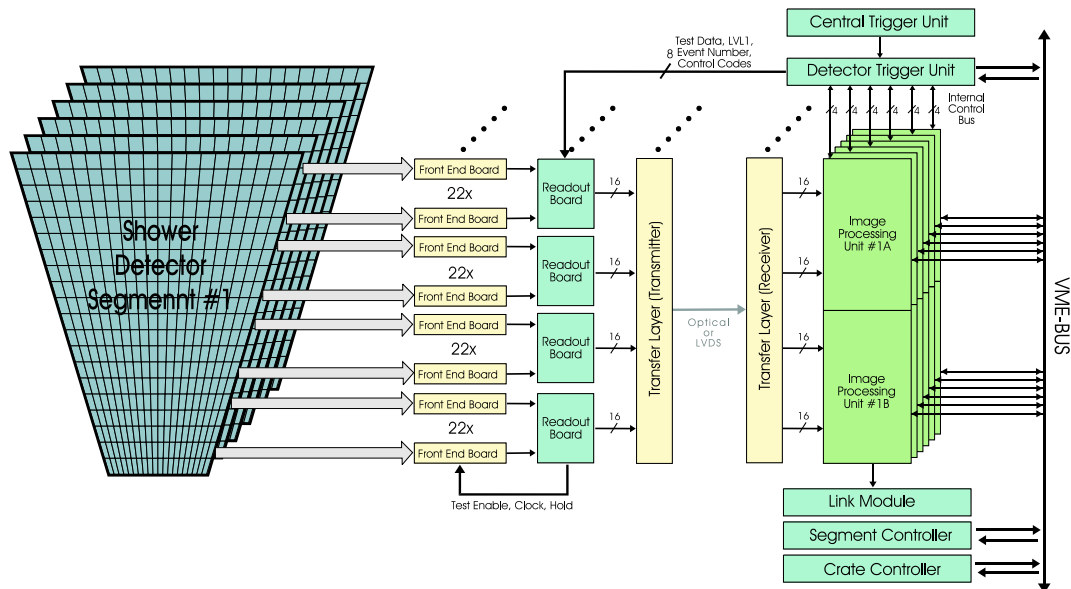 Central Trigger Unit
Test Data, LVL1,
8 Event Number,
Control Codes
Detector Trigger Unit
4 4 4 4 4 4
Internal
Control
Bus
Shower
Detector
Segmennt #1
Front End Board
22x
Front End Board
Front End Board
22x
Front End Board
Front End Board
22x
Front End Board
Front End Board
22x
Front End Board
Test Enable, Clock, Hold
Readout
Board
Readout
Board
Readout
Board
Readout
Board
16
16
16
16
Transfer Layer (Transmitter)
Optical
or
LVDS
Transfer Layer (Receiver)
16
16
16
16
Image
Processing
Unit #1A
Image
Processing
Unit #1B
VME-BUS
Link Module
Segment Controller
Crate Controller